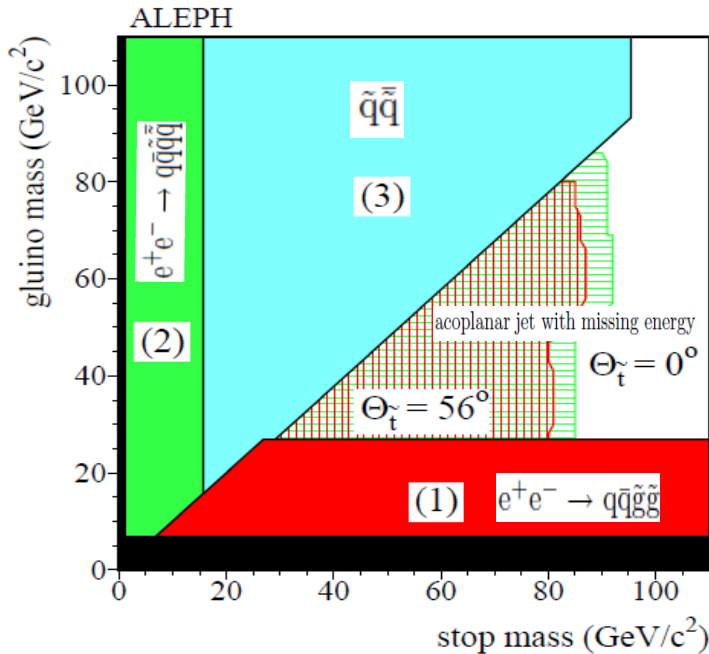 ALEPH
gluino mass (GeV/c²)
100
80
60
40
20
0
0 20 40 60 80 100
stop mass (GeV/c²)
e⁺e⁻ → qq̄q̃q̃̄
(2)
q̃q̃̄
(3)
acoplanar jet with missing energy
Θt̃ = 0°
Θt̃ = 56°
(1) e⁺e⁻ → qq̄g̃g̃